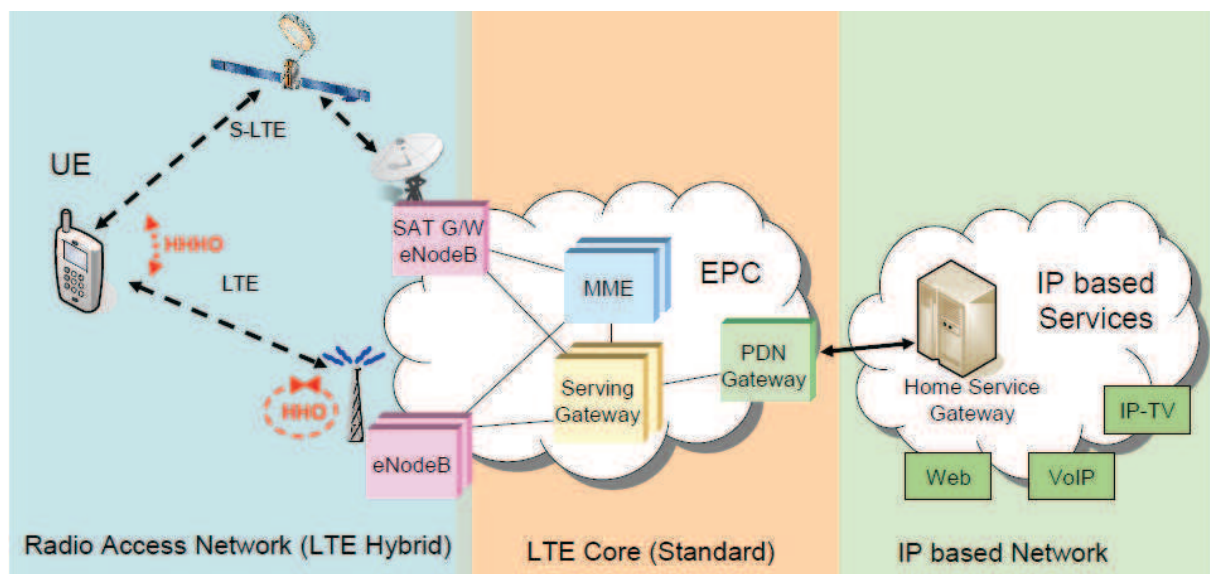 S-LTE
UE
HHHO
LTE
HHO
SAT G/W
eNodeB
eNodeB
MME
EPC
Serving
Gateway
PDN
Gateway
IP based
Services
Home Service
Gateway
IP-TV
Web
VoIP
Radio Access Network (LTE Hybrid)
LTE Core (Standard)
IP based Network